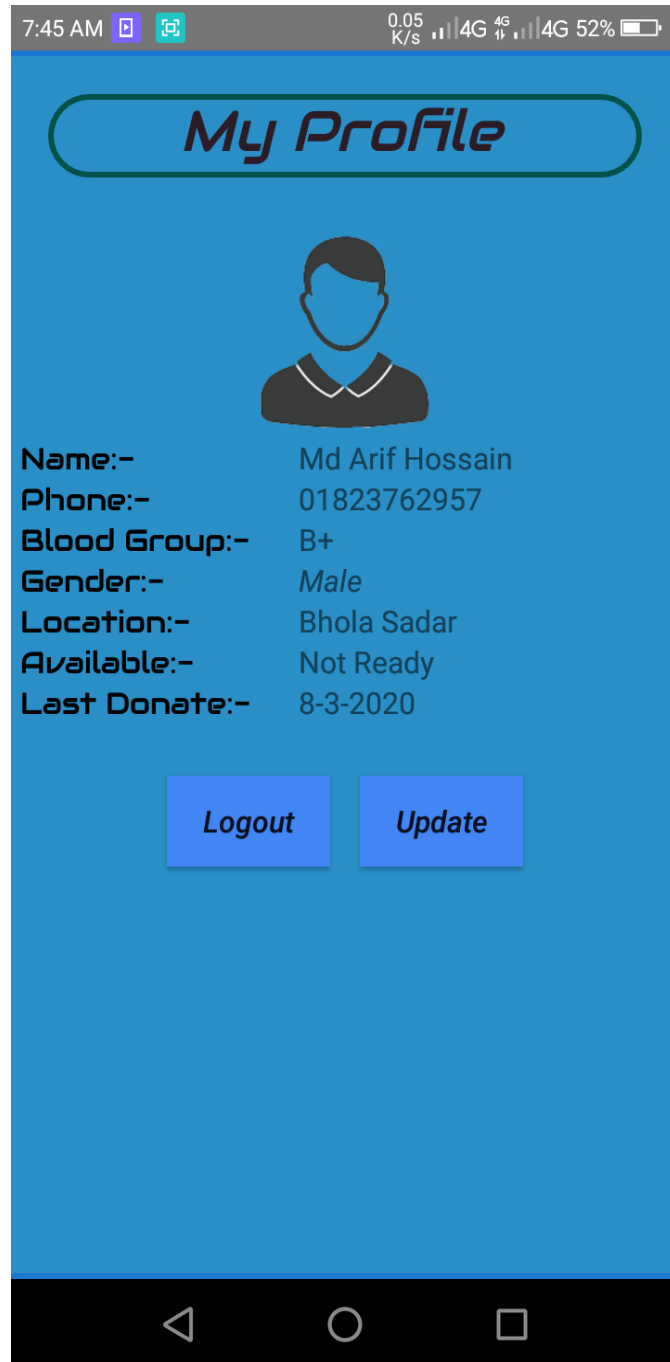 7:45 AM 0.05 K/s 4G 4G 4G 52%
My Profile
Name:- Md Arif Hossain
Phone:- 01823762957
Blood Group:- B+
Gender:- Male
Location:- Bhola Sadar
Available:- Not Ready
Last Donate:- 8-3-2020
Logout Update